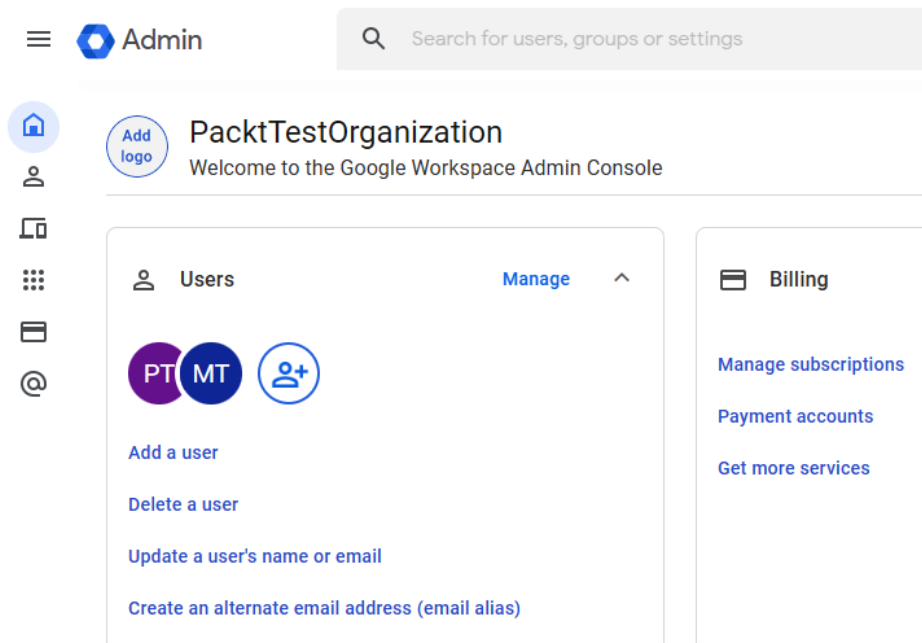 Admin
Search for users, groups or settings
Add
logo
PacktTestOrganization
Welcome to the Google Workspace Admin Console
Users
Manage
PT
MT
Add a user
Delete a user
Update a user's name or email
Create an alternate email address (email alias)
Billing
Manage subscriptions
Payment accounts
Get more services